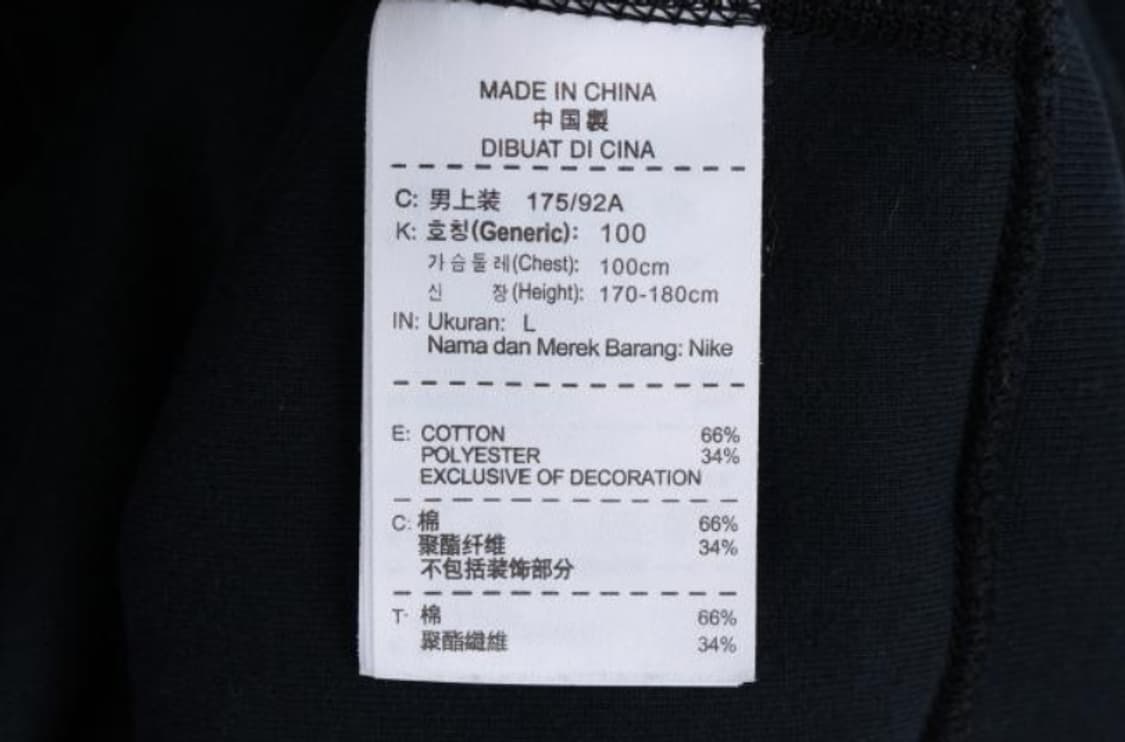 MADE IN CHINA
中国製
DIBUAT DI CINA
C: 男上装 175/92A
K: 호칭(Generic): 100
가슴둘레(Chest): 100cm
신 장(Height): 170-180cm
IN: Ukuran: L
Nama dan Merek Barang: Nike
E: COTTON 66%
POLYESTER 34%
EXCLUSIVE OF DECORATION
C: 棉 66%
聚酯纤维 34%
不包括装饰部分
T: 棉 66%
聚酯纖維 34%